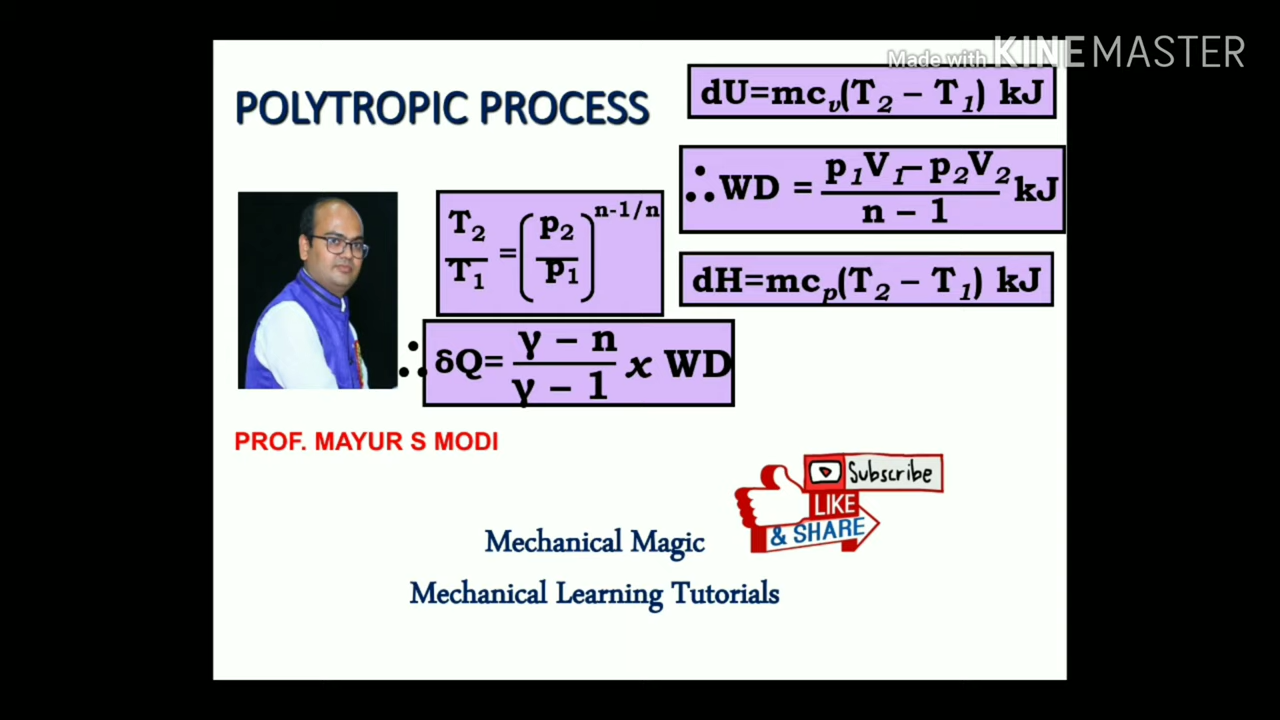 Made with KINEMASTER
POLYTROPIC PROCESS
dU=mcᵥ(T₂ – T₁) kJ
∴WD = p₁V₁– p₂V₂ / n – 1 kJ
T₂/T₁ = (p₂/p₁)ⁿ⁻¹/ⁿ
dH=mcₚ(T₂ – T₁) kJ
∴ δQ= γ – n / γ – 1 x WD
PROF. MAYUR S MODI
Subscribe
LIKE
& SHARE
Mechanical Magic
Mechanical Learning Tutorials